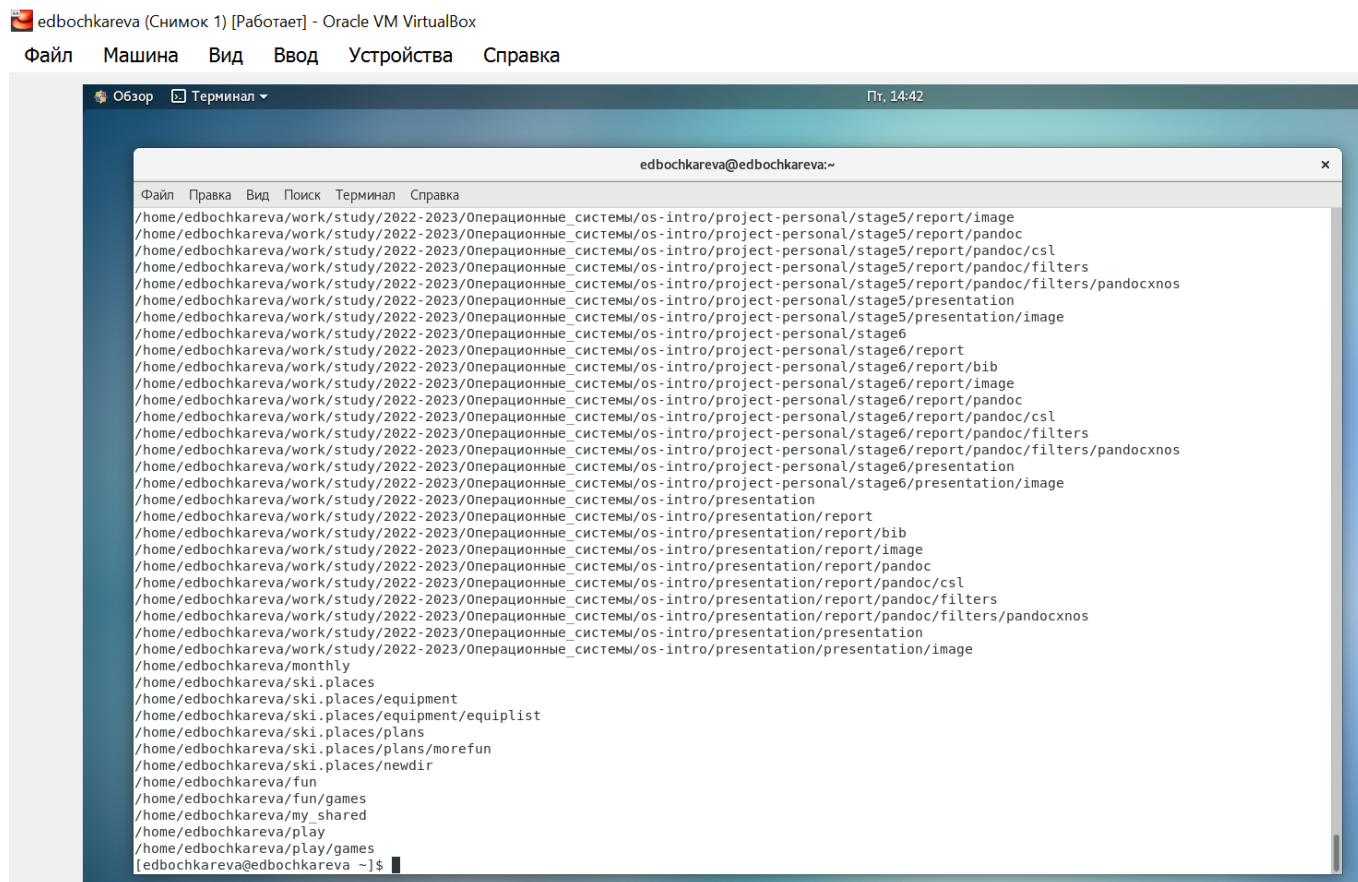 edbochkareva (Снимок 1) [Работает] - Oracle VM VirtualBox
Файл Машина Вид Ввод Устройства Справка
Обзор Терминал Пт, 14:42
edbochkareva@edbochkareva:~ ×
Файл Правка Вид Поиск Терминал Справка
/home/edbochkareva/work/study/2022-2023/Операционные_системы/os-intro/project-personal/stage5/report/image
/home/edbochkareva/work/study/2022-2023/Операционные_системы/os-intro/project-personal/stage5/report/pandoc
/home/edbochkareva/work/study/2022-2023/Операционные_системы/os-intro/project-personal/stage5/report/pandoc/csl
/home/edbochkareva/work/study/2022-2023/Операционные_системы/os-intro/project-personal/stage5/report/pandoc/filters
/home/edbochkareva/work/study/2022-2023/Операционные_системы/os-intro/project-personal/stage5/report/pandoc/filters/pandocxnos
/home/edbochkareva/work/study/2022-2023/Операционные_системы/os-intro/project-personal/stage5/presentation
/home/edbochkareva/work/study/2022-2023/Операционные_системы/os-intro/project-personal/stage5/presentation/image
/home/edbochkareva/work/study/2022-2023/Операционные_системы/os-intro/project-personal/stage6
/home/edbochkareva/work/study/2022-2023/Операционные_системы/os-intro/project-personal/stage6/report
/home/edbochkareva/work/study/2022-2023/Операционные_системы/os-intro/project-personal/stage6/report/bib
/home/edbochkareva/work/study/2022-2023/Операционные_системы/os-intro/project-personal/stage6/report/image
/home/edbochkareva/work/study/2022-2023/Операционные_системы/os-intro/project-personal/stage6/report/pandoc
/home/edbochkareva/work/study/2022-2023/Операционные_системы/os-intro/project-personal/stage6/report/pandoc/csl
/home/edbochkareva/work/study/2022-2023/Операционные_системы/os-intro/project-personal/stage6/report/pandoc/filters
/home/edbochkareva/work/study/2022-2023/Операционные_системы/os-intro/project-personal/stage6/report/pandoc/filters/pandocxnos
/home/edbochkareva/work/study/2022-2023/Операционные_системы/os-intro/project-personal/stage6/presentation
/home/edbochkareva/work/study/2022-2023/Операционные_системы/os-intro/project-personal/stage6/presentation/image
/home/edbochkareva/work/study/2022-2023/Операционные_системы/os-intro/presentation
/home/edbochkareva/work/study/2022-2023/Операционные_системы/os-intro/presentation/report
/home/edbochkareva/work/study/2022-2023/Операционные_системы/os-intro/presentation/report/bib
/home/edbochkareva/work/study/2022-2023/Операционные_системы/os-intro/presentation/report/image
/home/edbochkareva/work/study/2022-2023/Операционные_системы/os-intro/presentation/report/pandoc
/home/edbochkareva/work/study/2022-2023/Операционные_системы/os-intro/presentation/report/pandoc/csl
/home/edbochkareva/work/study/2022-2023/Операционные_системы/os-intro/presentation/report/pandoc/filters
/home/edbochkareva/work/study/2022-2023/Операционные_системы/os-intro/presentation/report/pandoc/filters/pandocxnos
/home/edbochkareva/work/study/2022-2023/Операционные_системы/os-intro/presentation/presentation
/home/edbochkareva/work/study/2022-2023/Операционные_системы/os-intro/presentation/presentation/image
/home/edbochkareva/monthly
/home/edbochkareva/ski.places
/home/edbochkareva/ski.places/equipment
/home/edbochkareva/ski.places/equipment/equiplist
/home/edbochkareva/ski.places/plans
/home/edbochkareva/ski.places/plans/morefun
/home/edbochkareva/ski.places/newdir
/home/edbochkareva/fun
/home/edbochkareva/fun/games
/home/edbochkareva/my_shared
/home/edbochkareva/play
/home/edbochkareva/play/games
[edbochkareva@edbochkareva ~]$